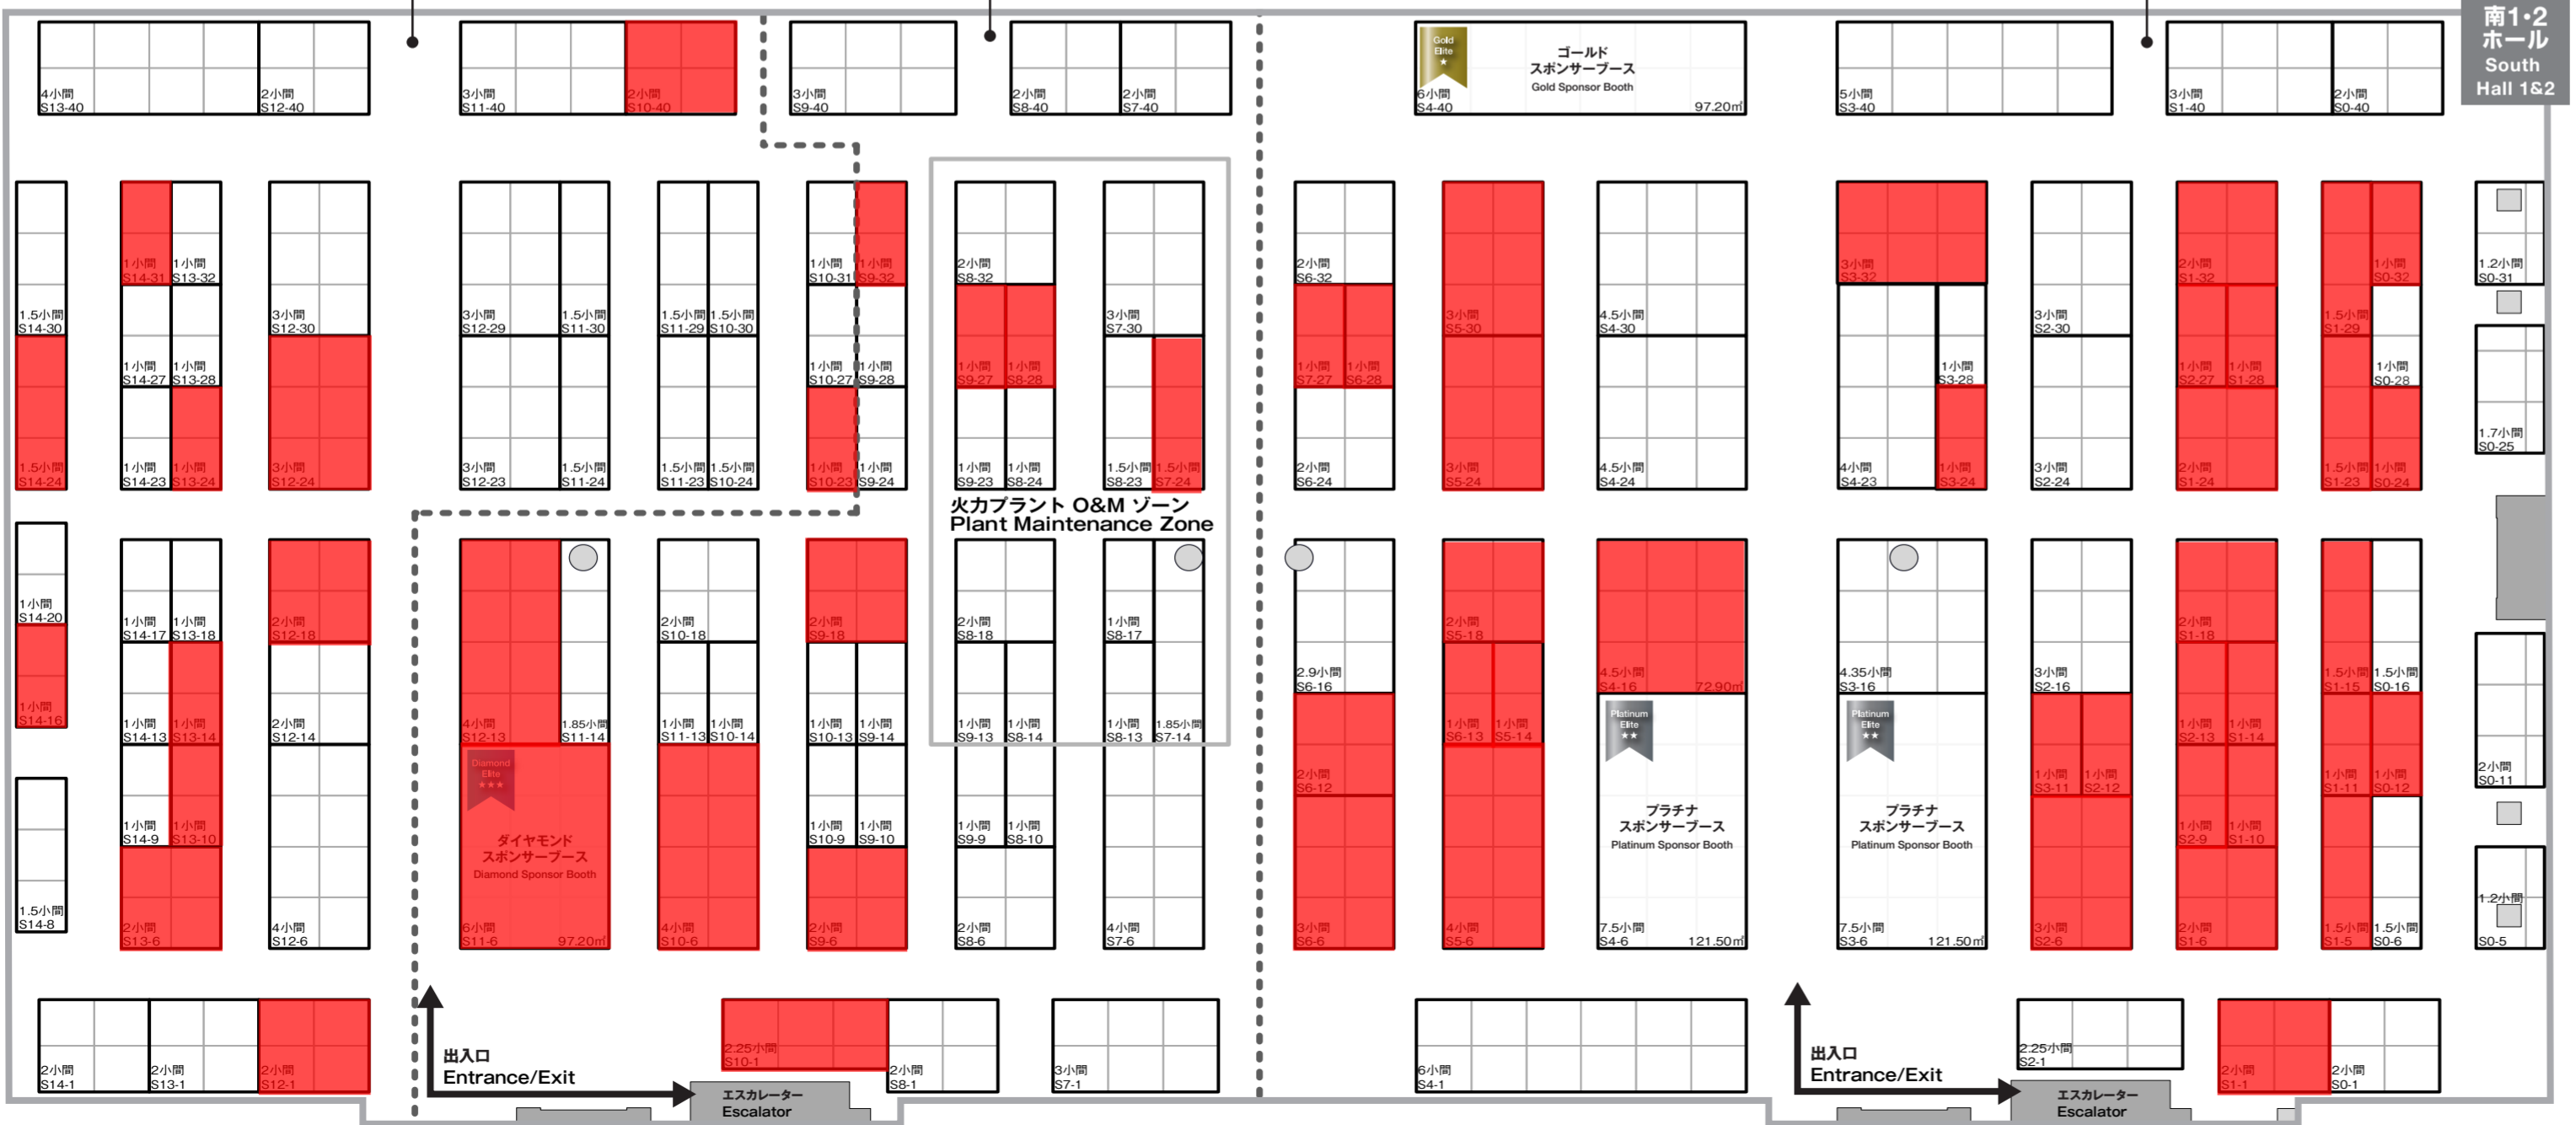 南1・2
ホール
South
Hall 1&2
4小間
S13-40
2小間
S12-40
3小間
S11-40
2小間
S10-40
3小間
S9-40
2小間
S8-40
2小間
S7-40
Gold
Elite
★
ゴールド
スポンサーブース
Gold Sponsor Booth
6小間
S4-40
97.20㎡
5小間
S3-40
3小間
S1-40
2小間
S0-40
1小間
S14-31
1小間
S13-32
1小間
S10-31
1小間
S9-32
2小間
S8-32
2小間
S6-32
3小間
S3-32
2小間
S1-32
1小間
S0-32
1.2小間
S0-31
1.5小間
S14-30
3小間
S12-30
3小間
S12-29
1.5小間
S11-30
1.5小間
S11-29
1.5小間
S10-30
3小間
S7-30
3小間
S5-30
4.5小間
S4-30
3小間
S2-30
1.5小間
S1-29
1小間
S14-27
1小間
S13-28
1小間
S10-27
1小間
S9-28
1小間
S9-27
1小間
S8-28
1小間
S7-27
1小間
S6-28
1小間
S3-28
1小間
S2-27
1小間
S1-28
1小間
S0-28
1.7小間
S0-25
1.5小間
S14-24
1小間
S14-23
1小間
S13-24
3小間
S12-24
3小間
S12-23
1.5小間
S11-24
1.5小間
S11-23
1.5小間
S10-24
1小間
S10-23
1小間
S9-24
1小間
S9-23
1小間
S8-24
1.5小間
S8-23
1.5小間
S7-24
2小間
S6-24
3小間
S5-24
4.5小間
S4-24
4小間
S4-23
1小間
S3-24
3小間
S2-24
2小間
S1-24
1.5小間
S1-23
1小間
S0-24
火力プラント O&M ゾーン
Plant Maintenance Zone
1小間
S14-20
1小間
S14-17
1小間
S13-18
2小間
S12-18
2小間
S10-18
2小間
S9-18
2小間
S8-18
1小間
S8-17
2小間
S5-18
2小間
S1-18
2.9小間
S6-16
4.5小間
S4-16
72.90㎡
4.35小間
S3-16
3小間
S2-16
1.5小間
S1-15
1.5小間
S0-16
1小間
S14-16
1小間
S14-13
1小間
S13-14
2小間
S12-14
4小間
S12-13
1.85小間
S11-14
1小間
S11-13
1小間
S10-14
1小間
S10-13
1小間
S9-14
1小間
S9-13
1小間
S8-14
1小間
S8-13
1.85小間
S7-14
1小間
S6-13
1小間
S5-14
1小間
S2-13
1小間
S1-14
2小間
S6-12
1小間
S3-11
1小間
S2-12
1小間
S1-11
1小間
S0-12
2小間
S0-11
1小間
S14-9
1小間
S13-10
1小間
S10-9
1小間
S9-10
1小間
S9-9
1小間
S8-10
1小間
S2-9
1小間
S1-10
Diamond
Elite
★★★
ダイヤモンド
スポンサーブース
Diamond Sponsor Booth
6小間
S11-6
97.20㎡
Platinum
Elite
★★
プラチナ
スポンサーブース
Platinum Sponsor Booth
7.5小間
S4-6
121.50㎡
Platinum
Elite
★★
プラチナ
スポンサーブース
Platinum Sponsor Booth
7.5小間
S3-6
121.50㎡
1.5小間
S14-8
2小間
S13-6
4小間
S12-6
4小間
S10-6
2小間
S9-6
2小間
S8-6
4小間
S7-6
3小間
S6-6
4小間
S5-6
3小間
S2-6
2小間
S1-6
1.5小間
S1-5
1.5小間
S0-6
1.2小間
S0-5
2小間
S14-1
2小間
S13-1
2小間
S12-1
出入口
Entrance/Exit
2.25小間
S10-1
2小間
S8-1
3小間
S7-1
6小間
S4-1
出入口
Entrance/Exit
2.25小間
S2-1
2小間
S1-1
2小間
S0-1
エスカレーター
Escalator
エスカレーター
Escalator